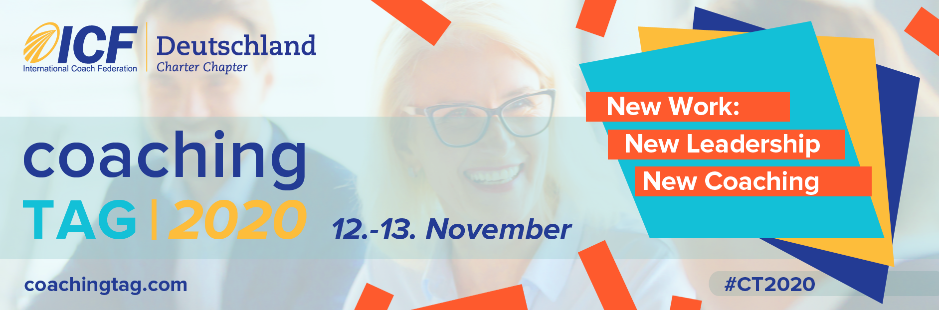 ICF
International Coach Federation
Deutschland
Charter Chapter
coaching
TAG | 2020
12.-13. November
coachingtag.com
New Work:
New Leadership
New Coaching
#CT2020